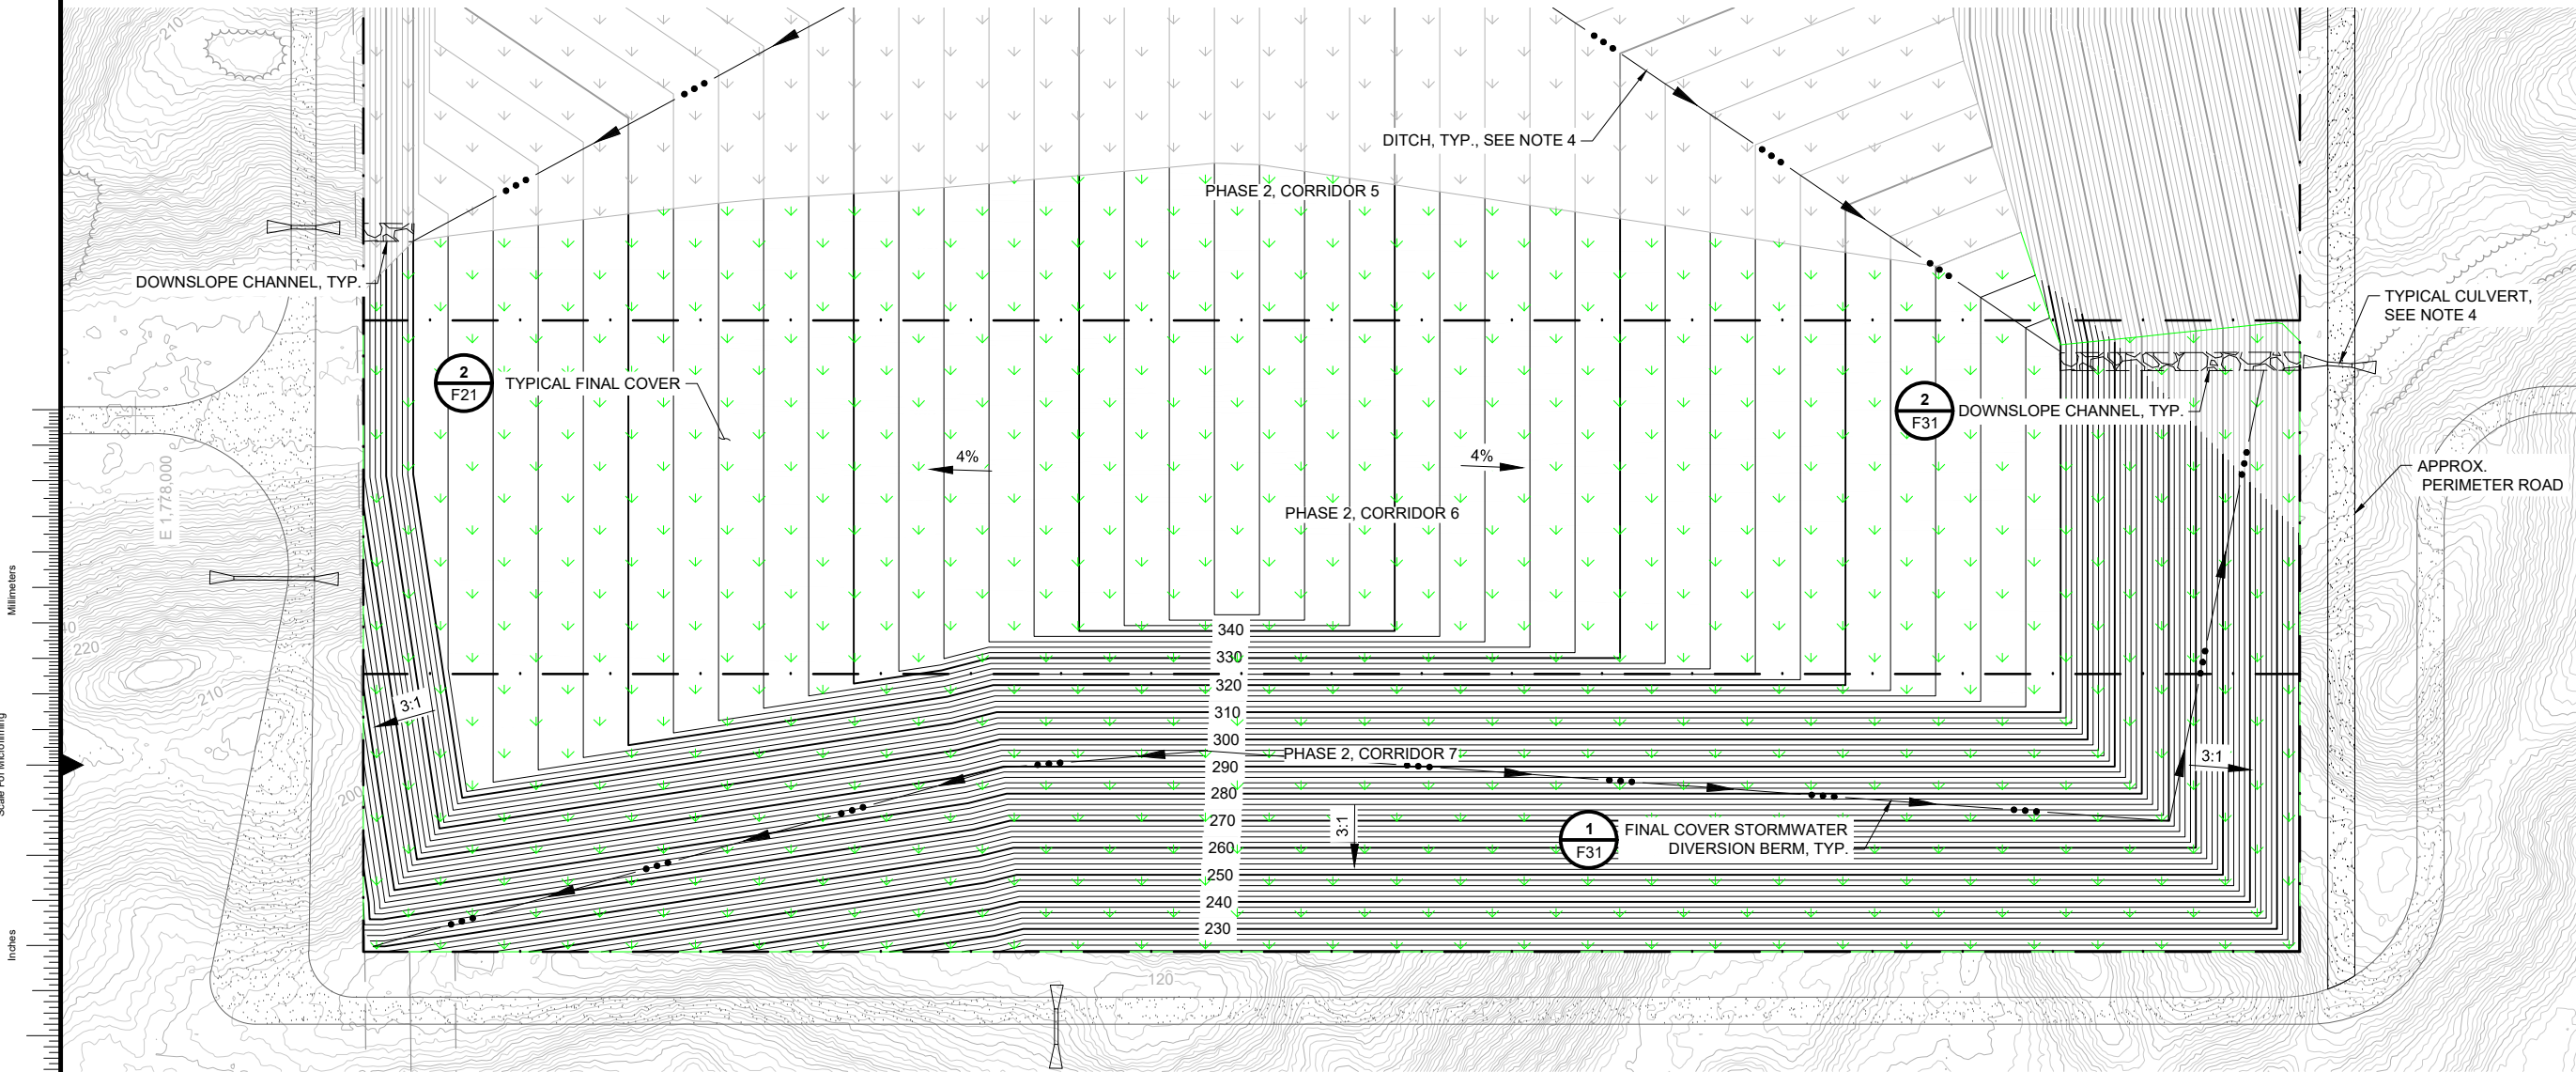 210
PHASE 2, CORRIDOR 5
DITCH, TYP., SEE NOTE 4
DOWNSLOPE CHANNEL, TYP.
TYPICAL CULVERT,
SEE NOTE 4
2
F21
TYPICAL FINAL COVER
2
F31
DOWNSLOPE CHANNEL, TYP.
4%
4%
APPROX.
PERIMETER ROAD
E 1,778,000
PHASE 2, CORRIDOR 6
Millimeters
40
220
210
200
3:1
340
330
320
310
300
290
280
270
260
250
240
230
PHASE 2, CORRIDOR 7
3:1
3:1
1
F31
FINAL COVER STORMWATER
DIVERSION BERM, TYP.
Scale For Microfilming
Inches
120